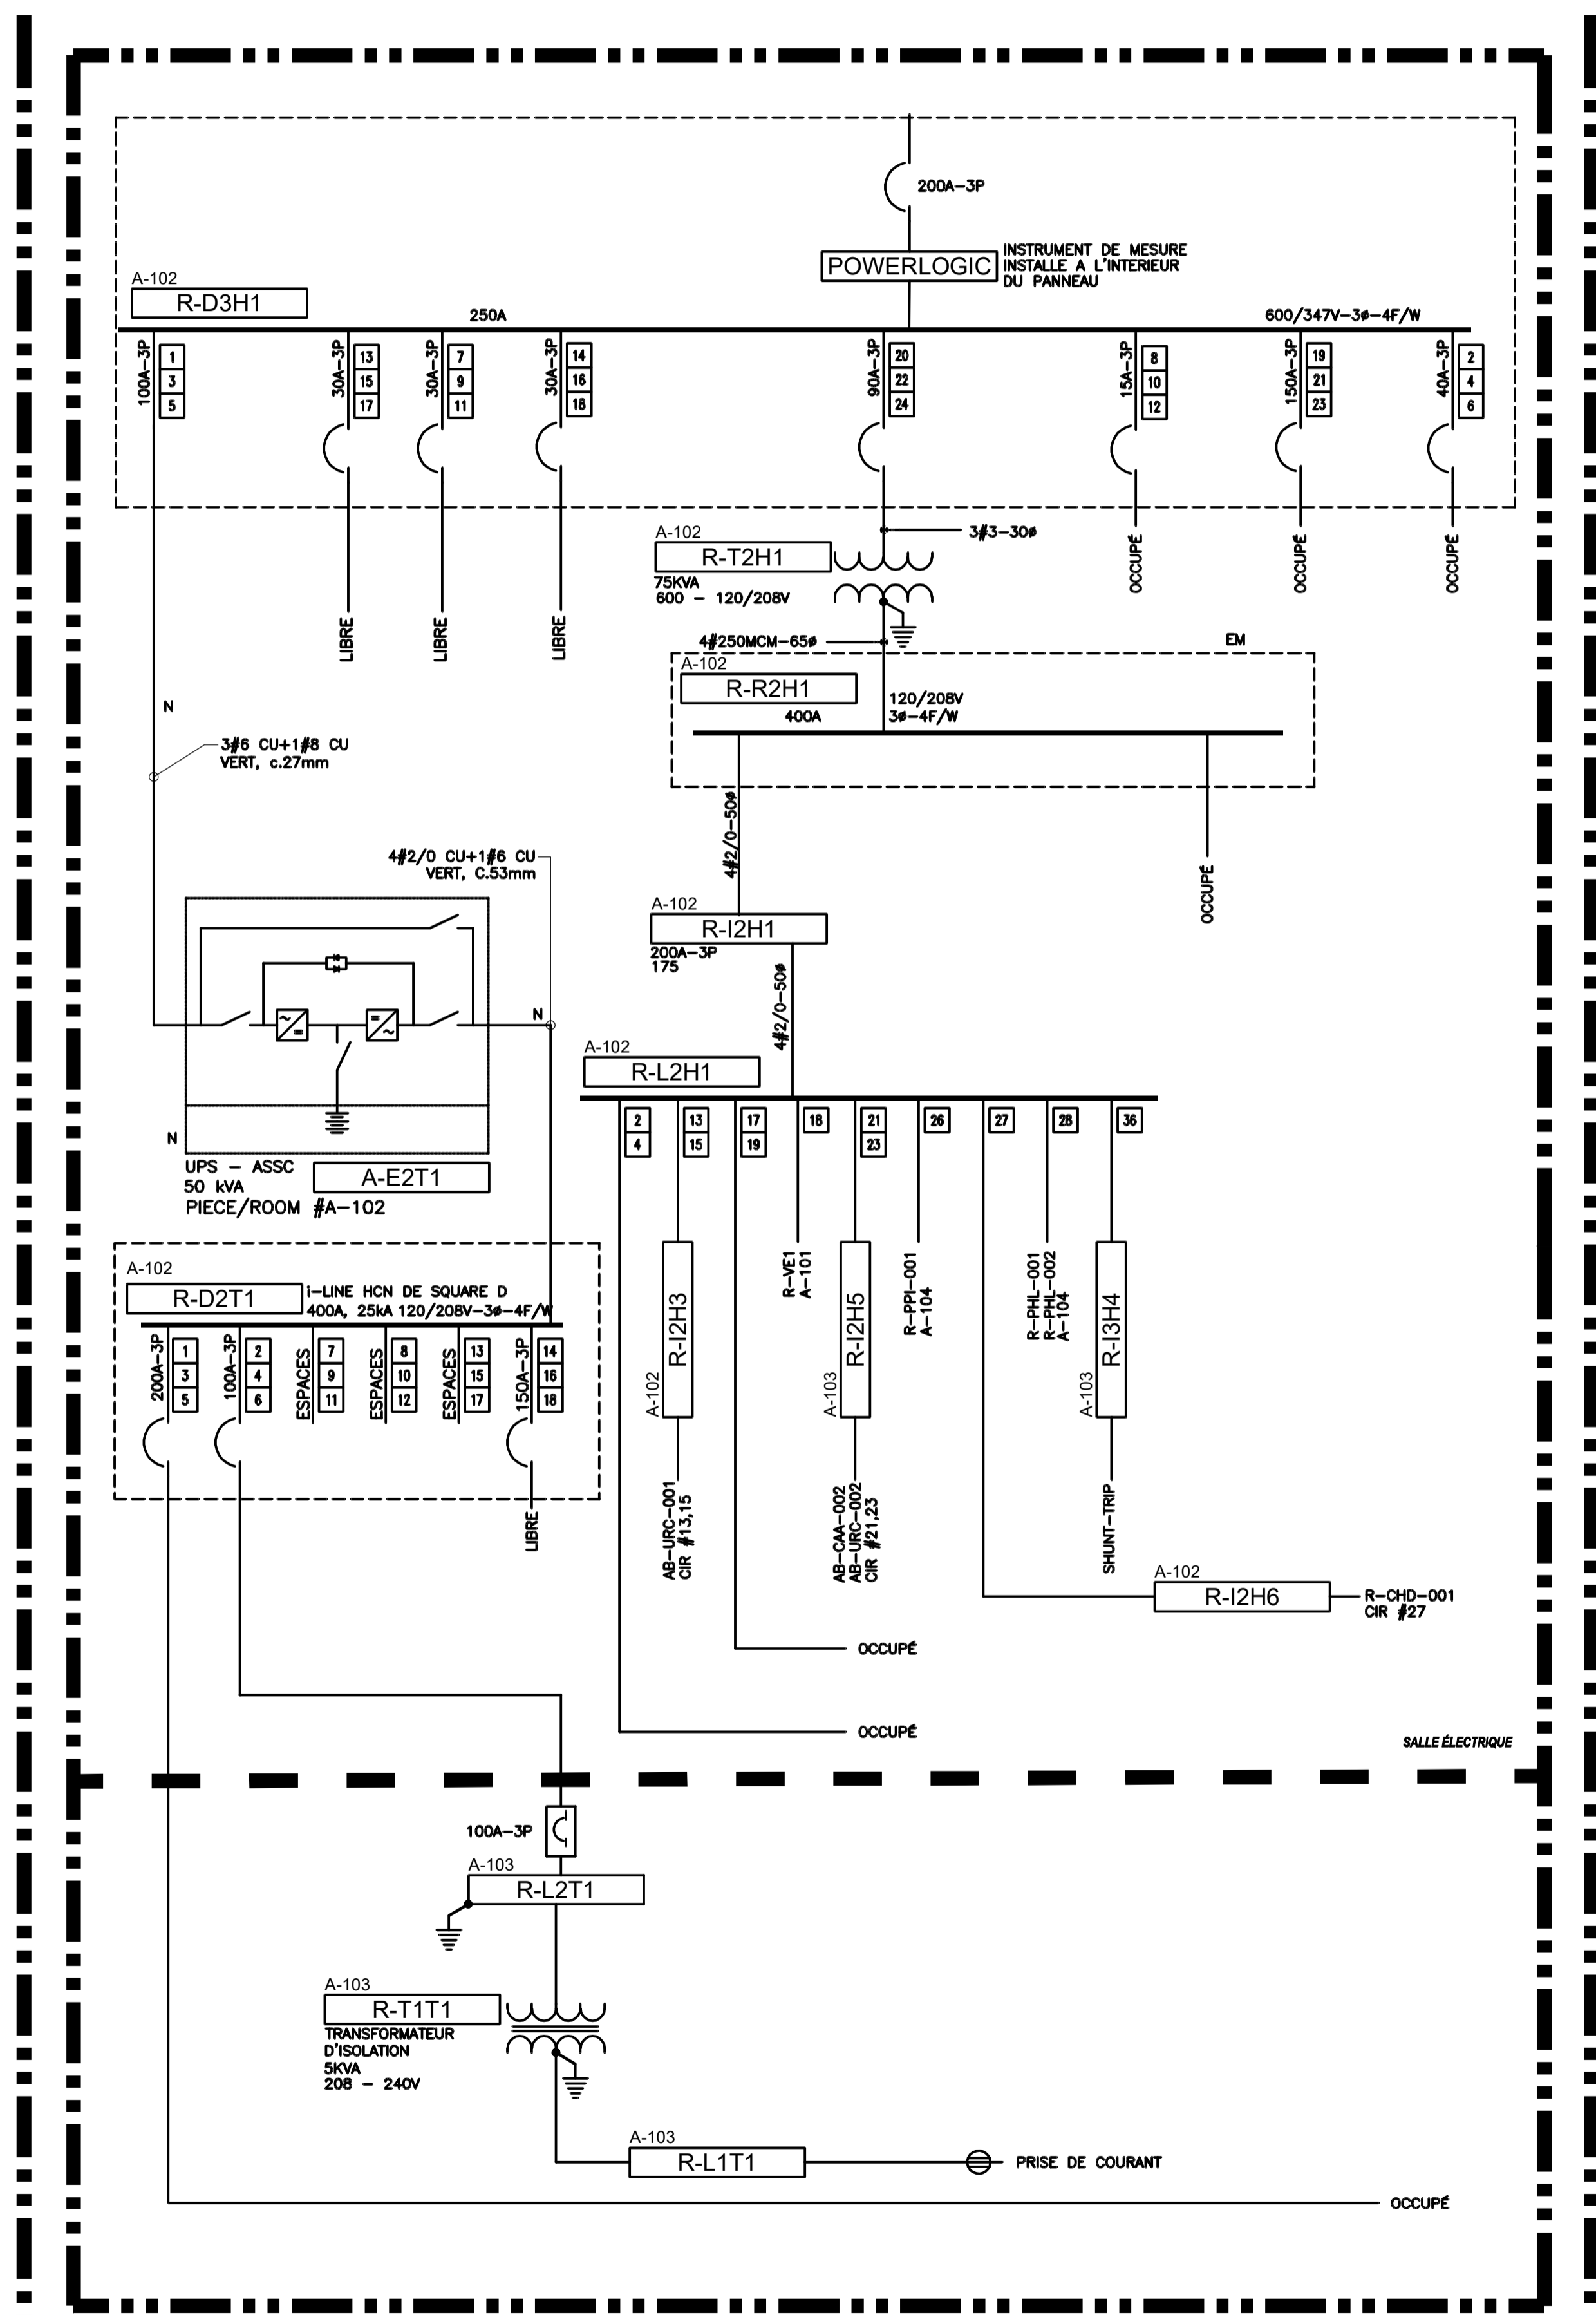 200A-3P
POWERLOGIC
INSTRUMENT DE MESURE
INSTALLE A L'INTERIEUR
DU PANNEAU
A-102
R-D3H1
250A
600/347V-3ø-4F/W
100A-3P
1
3
5
30A-3P
13
15
17
30A-3P
7
9
11
30A-3P
14
16
18
90A-3P
20
22
24
15A-3P
8
10
12
150A-3P
19
21
23
40A-3P
2
4
6
LIBRE
LIBRE
LIBRE
OCCUPÉ
OCCUPÉ
OCCUPÉ
3#3-30ø
A-102
R-T2H1
75KVA
600 - 120/208V
4#250MCM-65ø
EM
A-102
R-R2H1
400A
120/208V
3ø-4F/W
N
3#6 CU+1#8 CU
VERT, c.27mm
4#2/0-50ø
OCCUPÉ
4#2/0 CU+1#6 CU
VERT, C.53mm
A-102
R-I2H1
200A-3P
175
4#2/0-50ø
N
N
UPS - ASSC
50 kVA
PIECE/ROOM #A-102
A-E2T1
A-102
R-L2H1
2
4
13
15
17
19
18
21
23
26
27
28
36
A-102
R-I2H3
AB-URC-001
CIR #13,15
R-VE1
A-101
A-103
R-I2H5
AB-CAA-002
AB-URC-002
CIR #21,23
R-PPI-001
A-104
R-PHL-001
R-PHL-002
A-104
A-103
R-I3H4
SHUNT-TRIP
A-102
R-I2H6
R-CHD-001
CIR #27
OCCUPÉ
OCCUPÉ
A-102
R-D2T1
i-LINE HCN DE SQUARE D
400A, 25kA 120/208V-3ø-4F/W
200A-3P
1
3
5
100A-3P
2
4
6
ESPACES
7
9
11
ESPACES
8
10
12
ESPACES
13
15
17
150A-3P
14
16
18
LIBRE
SALLE ÉLECTRIQUE
100A-3P
A-103
R-L2T1
A-103
R-T1T1
TRANSFORMATEUR
D'ISOLATION
5KVA
208 - 240V
A-103
R-L1T1
PRISE DE COURANT
OCCUPÉ